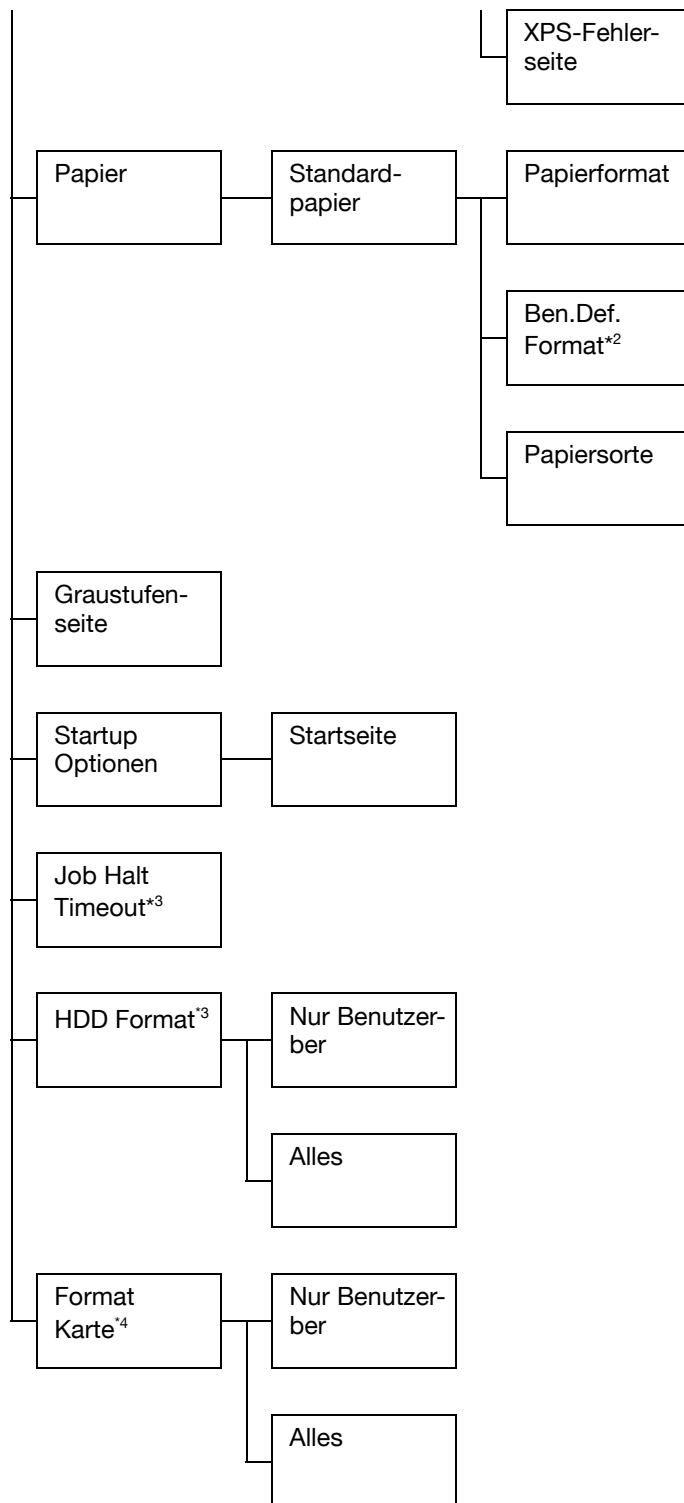 XPS-Fehler-
seite
Papier
Standard-
papier
Papierformat
Ben.Def.
Format*2
Papiersorte
Graustufen-
seite
Startup
Optionen
Startseite
Job Halt
Timeout*3
HDD Format*3
Nur Benutzer-
ber
Alles
Format
Karte*4
Nur Benutzer-
ber
Alles